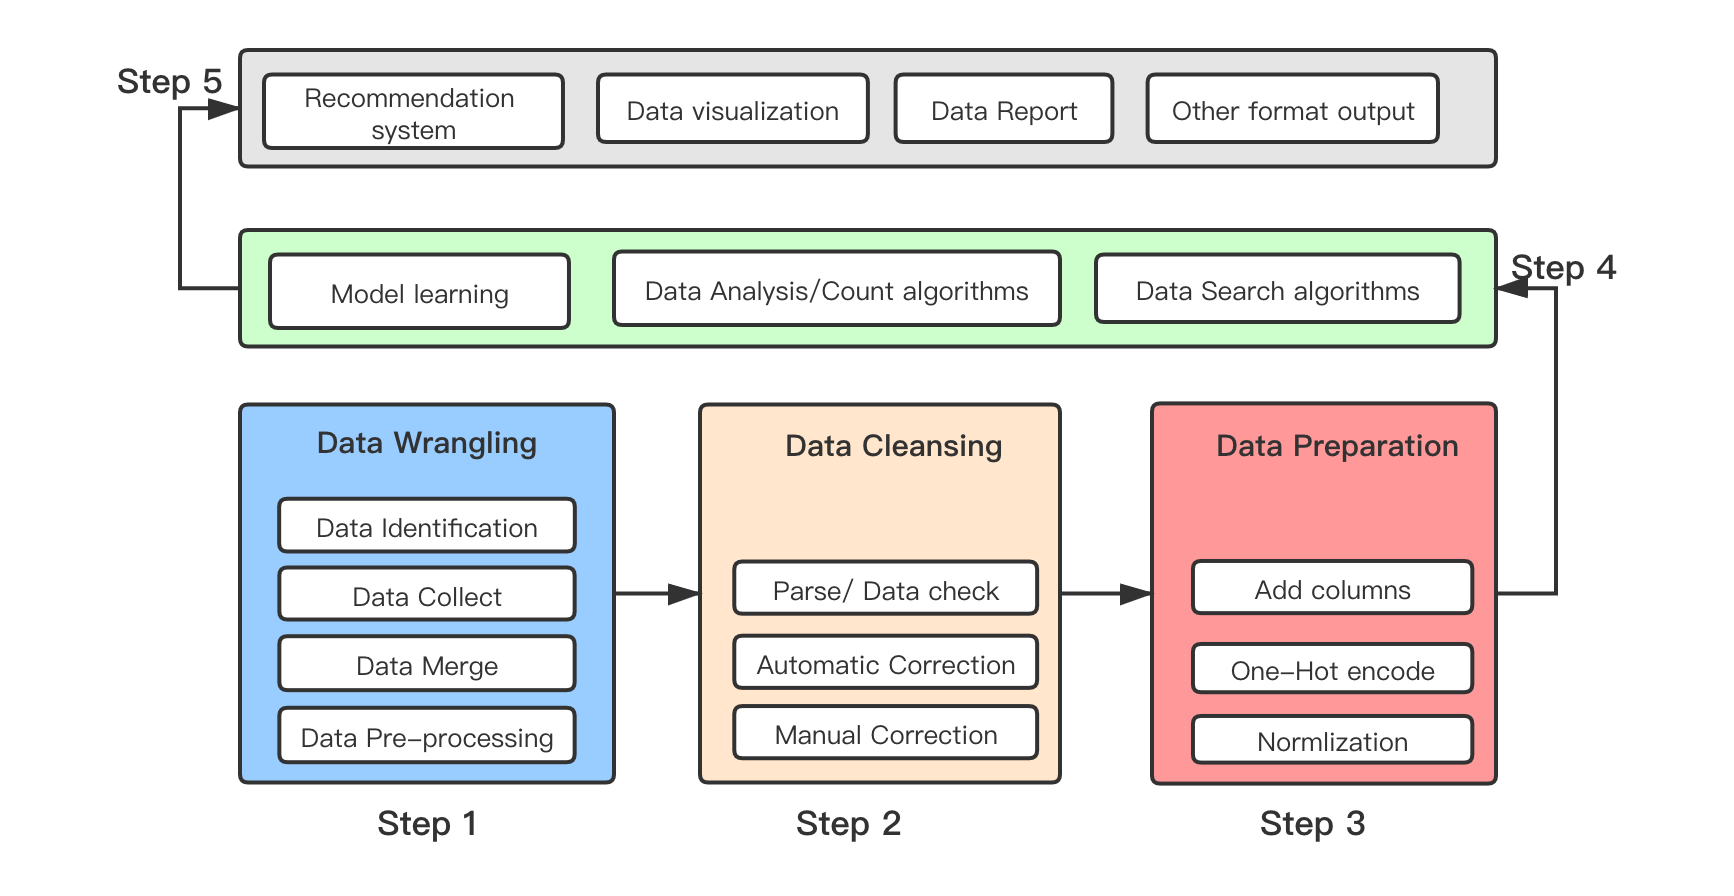 Step 5
Recommendation
system
Data visualization
Data Report
Other format output
Step 4
Model learning
Data Analysis/Count algorithms
Data Search algorithms
Data Wrangling
Data Identification
Data Collect
Data Merge
Data Pre-processing
Step 1
Data Cleansing
Parse/ Data check
Automatic Correction
Manual Correction
Step 2
Data Preparation
Add columns
One-Hot encode
Normlization
Step 3